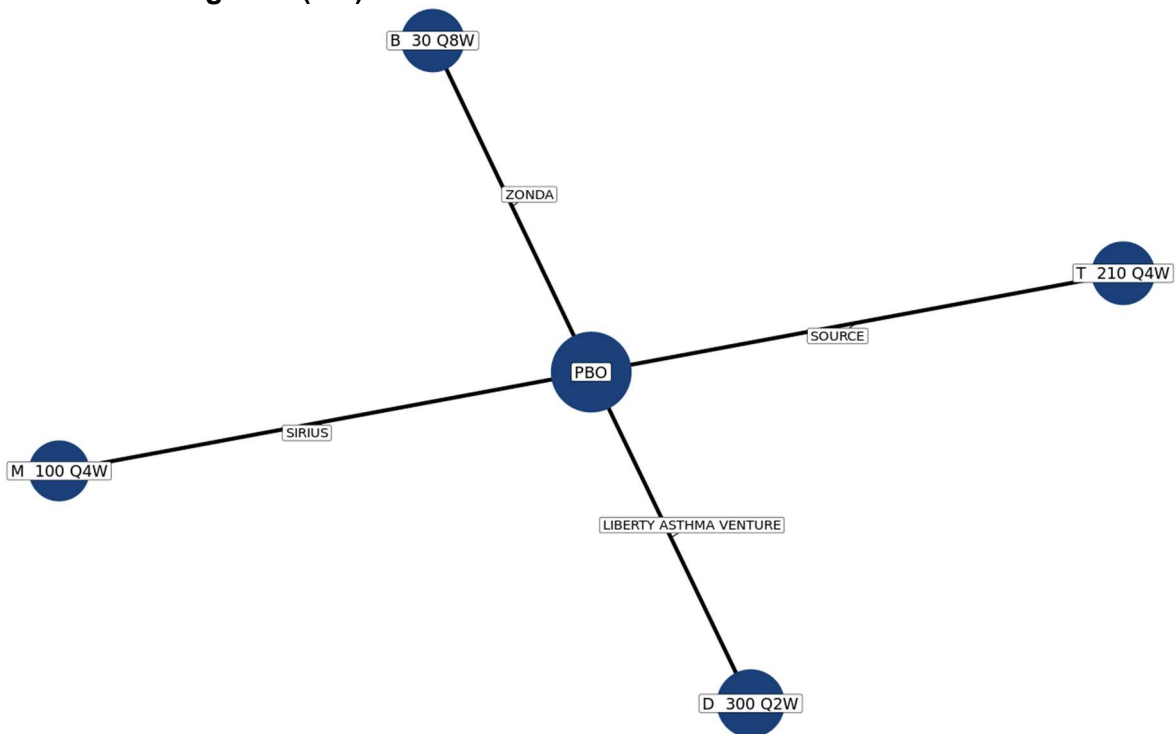 B  30 Q8W
ZONDA
T  210 Q4W
SOURCE
PBO
SIRIUS
M  100 Q4W
LIBERTY ASTHMA VENTURE
D  300 Q2W